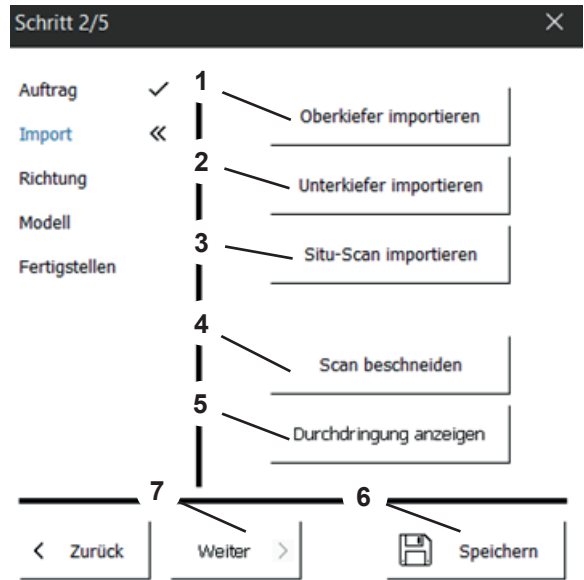 Schritt 2/5
Auftrag
Import
Richtung
Modell
Fertigstellen
1
Oberkiefer importieren
2
Unterkiefer importieren
3
Situ-Scan importieren
4
Scan beschneiden
5
Durchdringung anzeigen
7
6
Zurück
Weiter
Speichern